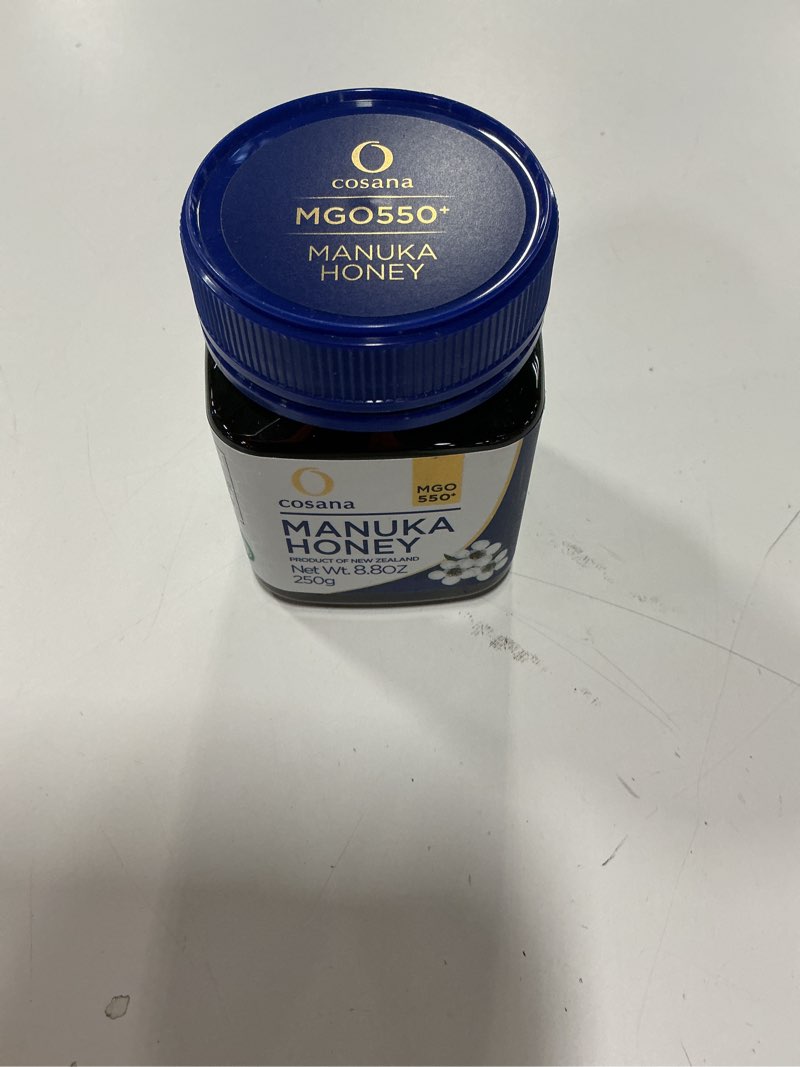 cosana
MGO550+
MANUKA
HONEY
cosana
MGO
550+
MANUKA
HONEY
PRODUCT OF NEW ZEALAND
Net Wt. 8.8OZ
250g